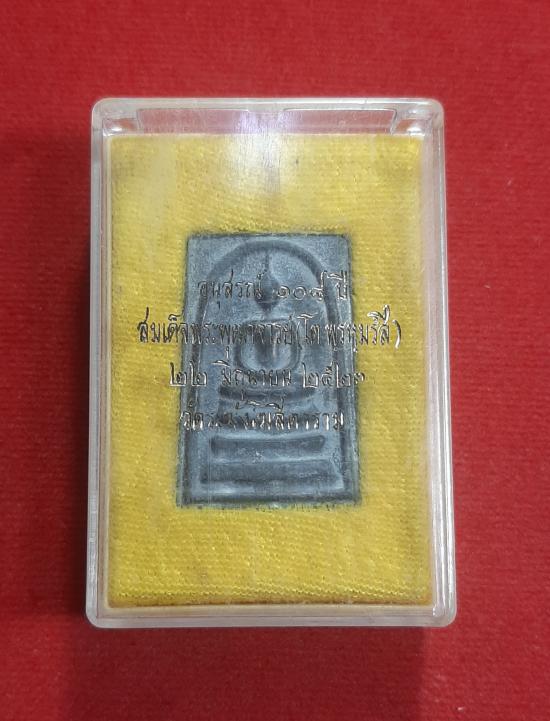 อนุสรณ์ ๑๐๘ ปี
สมเด็จพระพุฒาจารย์ (โต พรหมรังสี)
๒๒ มิถุนายน ๒๕๒๓
วัดระฆังโฆสิตาราม